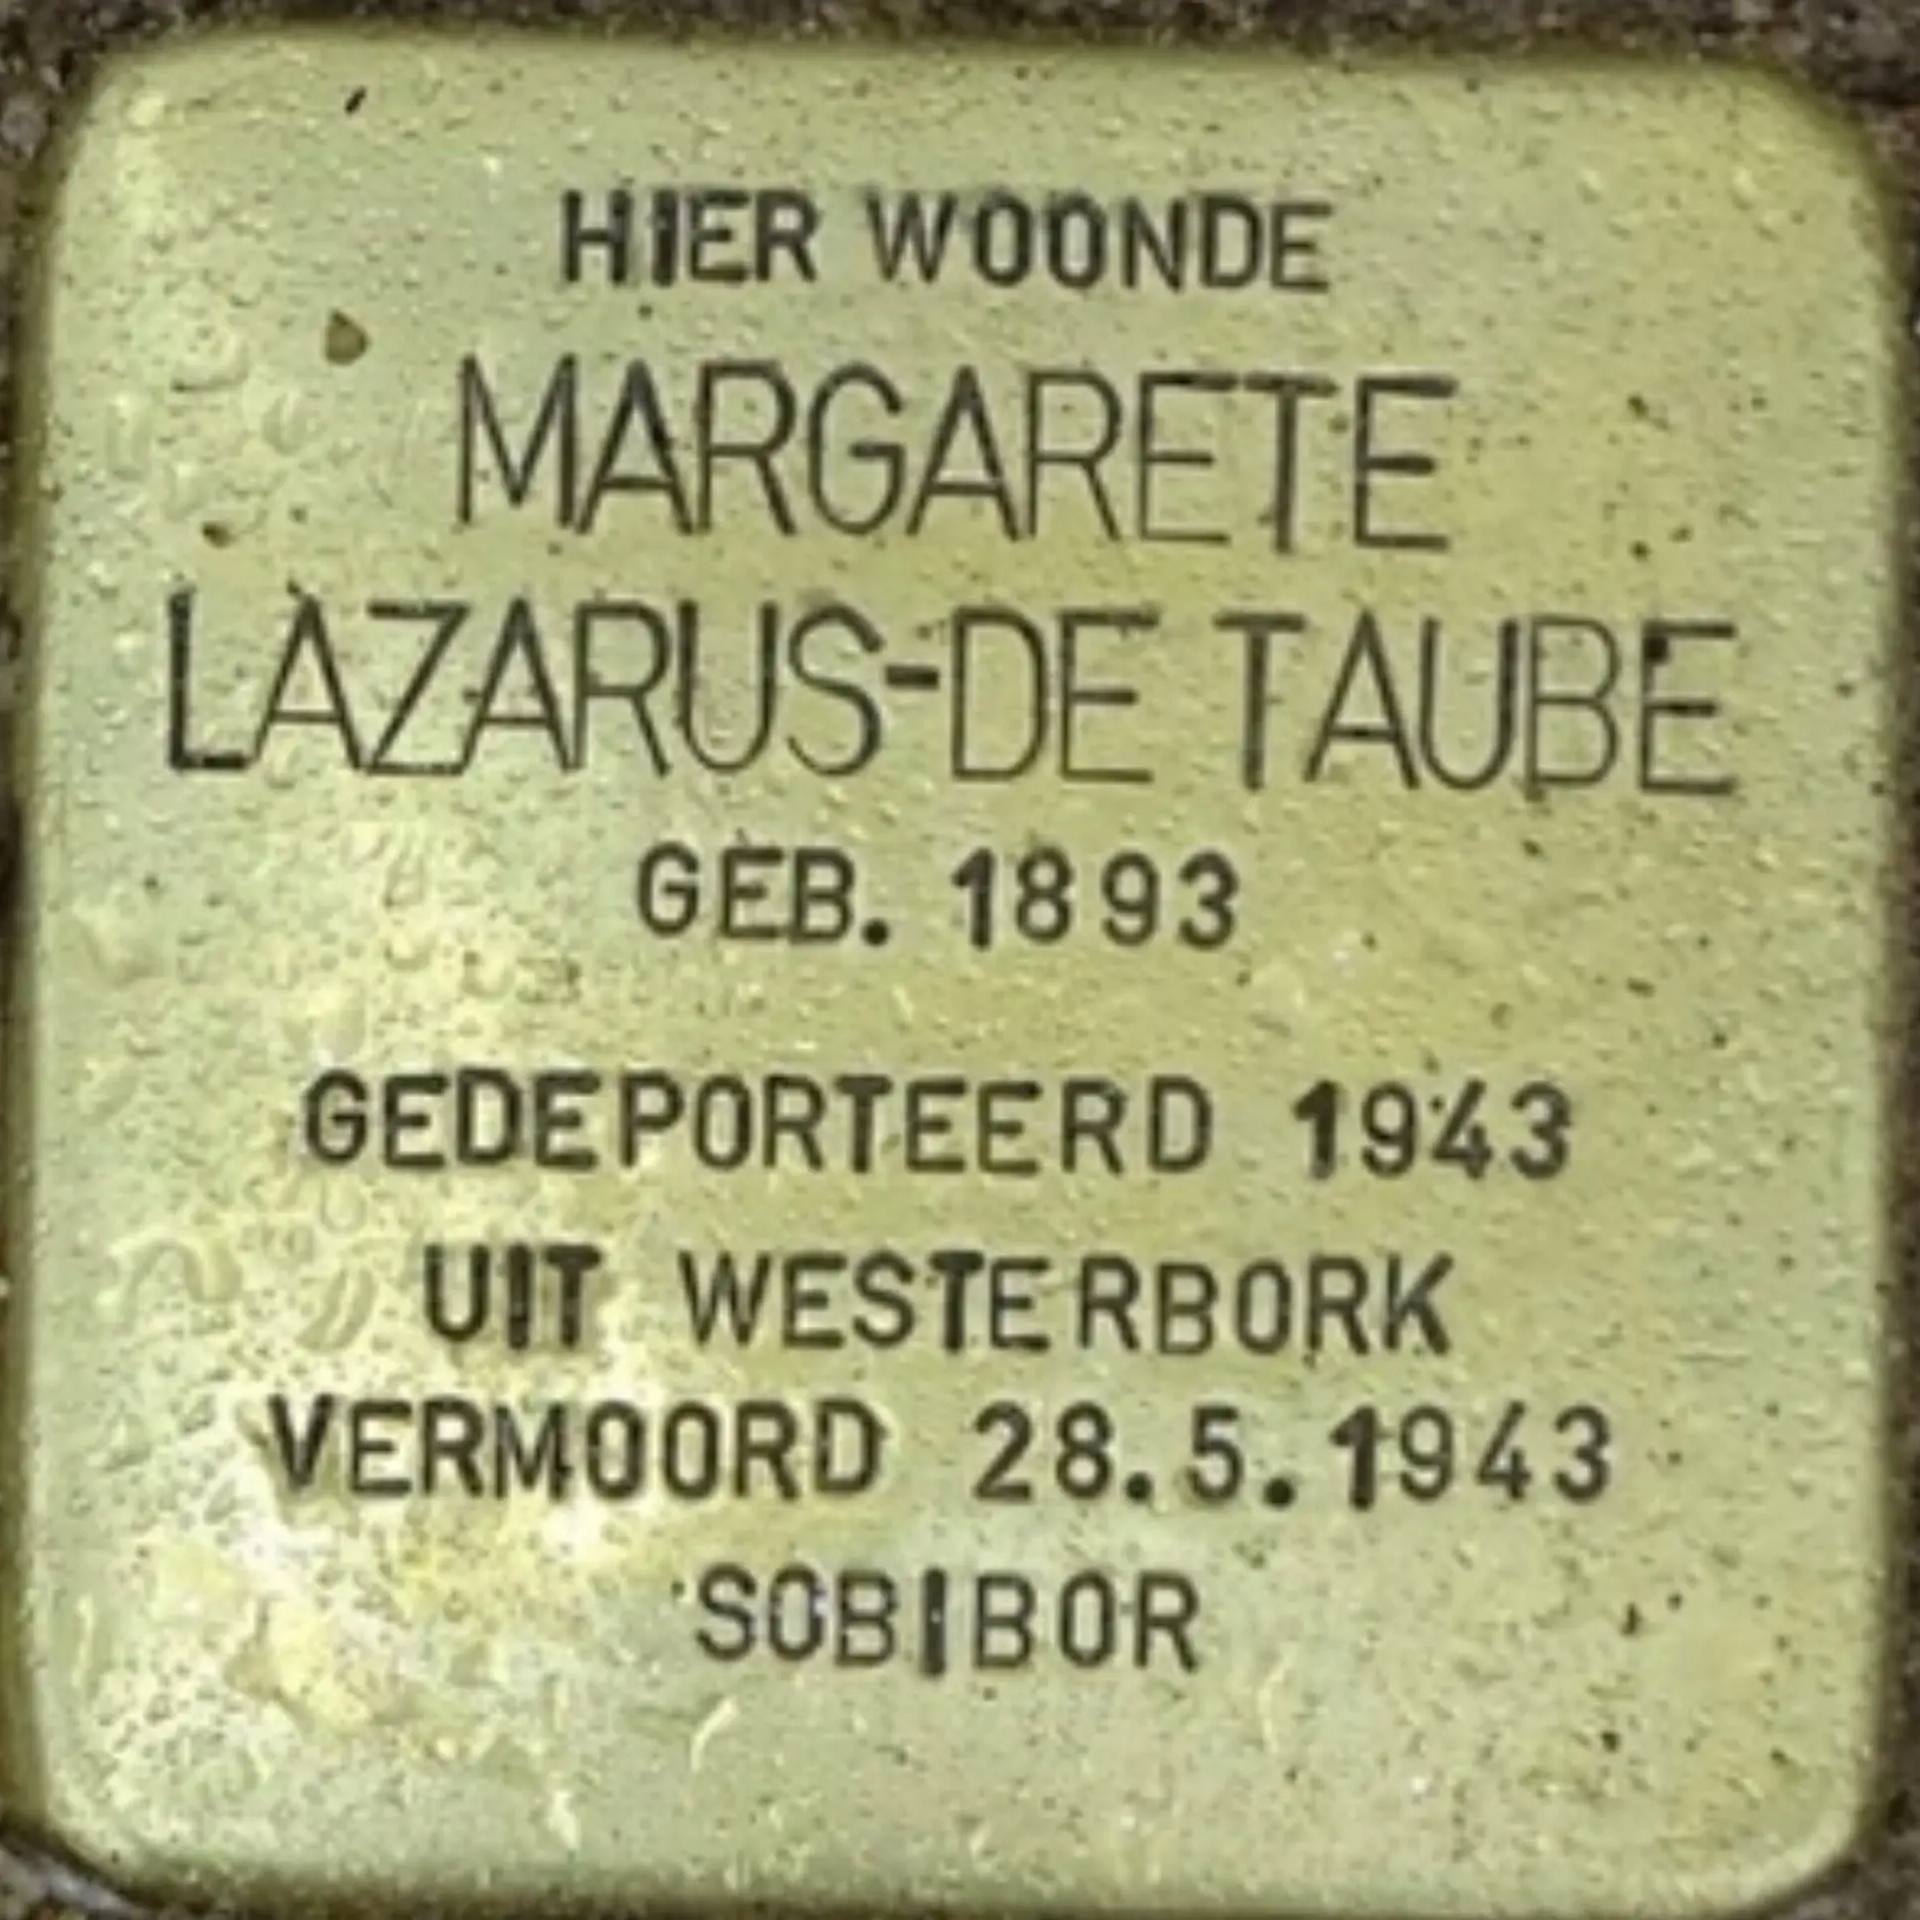 HIER WOONDE
MARGARETE
LAZARUS-DE TAUBE
GEB. 1893
GEDEPORTEERD 1943
UIT WESTERBORK
VERMOORD 28.5.1943
SOBIBOR